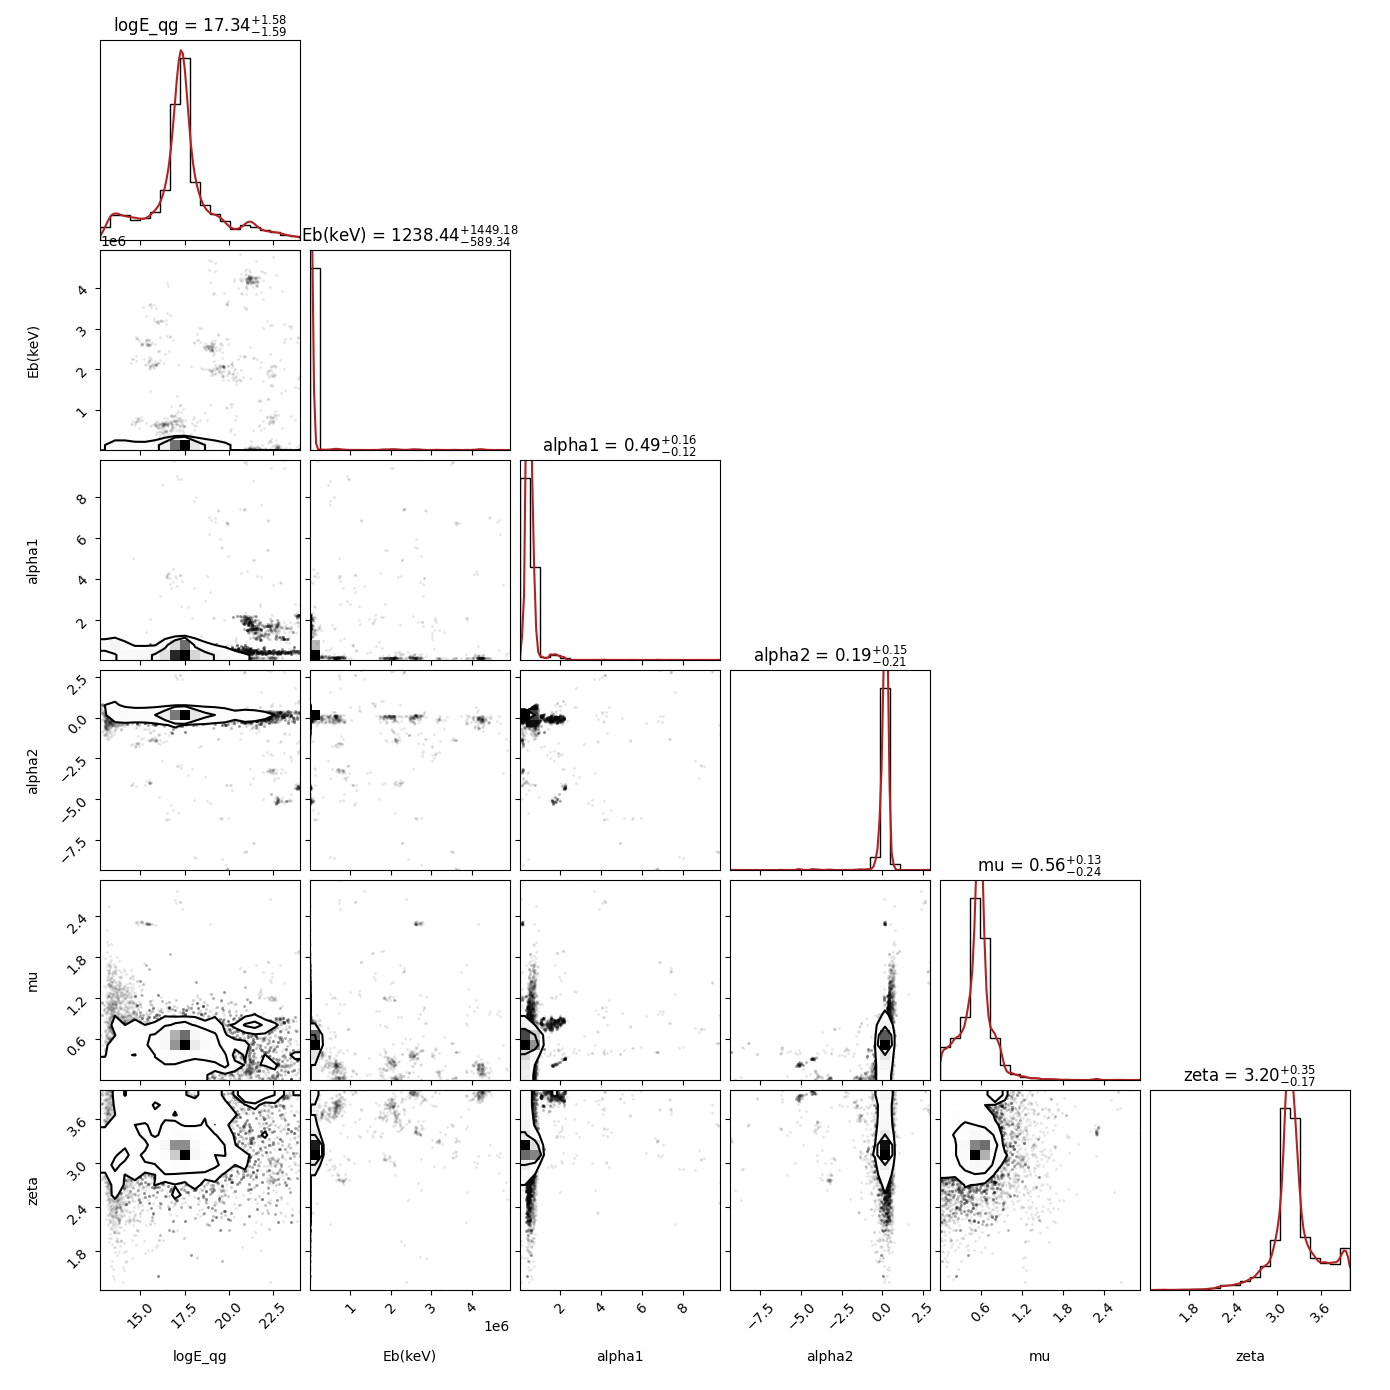 logE_qg = 17.34+1.58 −1.59
1e6
Eb(keV) = 1238.44+1449.18 −589.34
Eb(keV)
4
3
2
1
alpha1 = 0.49+0.16 −0.12
alpha1
8
6
4
2
alpha2 = 0.19+0.15 −0.21
alpha2
2.5
0.0
−2.5
−5.0
−7.5
mu = 0.56+0.13 −0.24
mu
2.4
1.8
1.2
0.6
zeta = 3.20+0.35 −0.17
zeta
3.6
3.0
2.4
1.8
15.0 17.5 20.0 22.5
1 2 3 4
2 4 6 8
−7.5 −5.0 −2.5 0.0 2.5
0.6 1.2 1.8 2.4
1.8 2.4 3.0 3.6
1e6
logE_qg Eb(keV) alpha1 alpha2 mu zeta